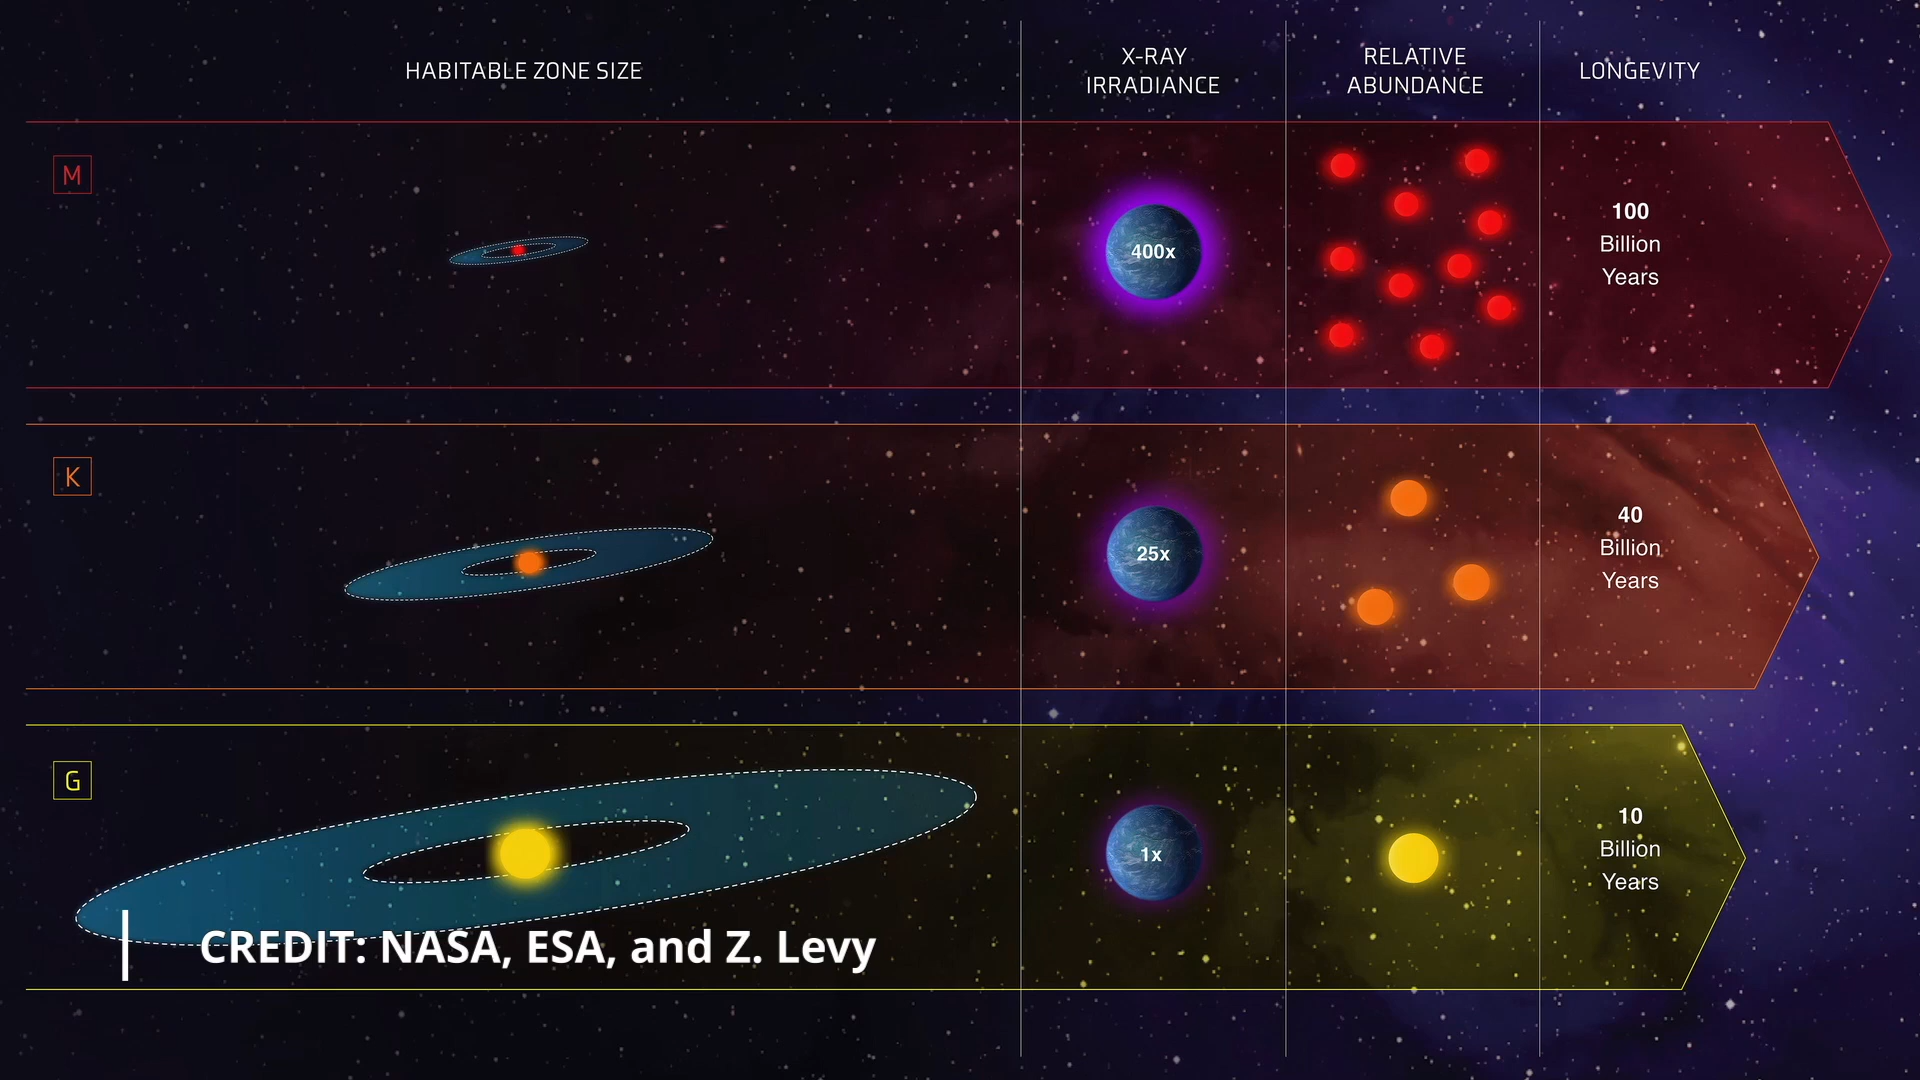 HABITABLE ZONE SIZE
X-RAY
IRRADIANCE
RELATIVE
ABUNDANCE
LONGEVITY
M
400x
100
Billion
Years
K
25x
40
Billion
Years
G
1x
10
Billion
Years
CREDIT: NASA, ESA, and Z. Levy